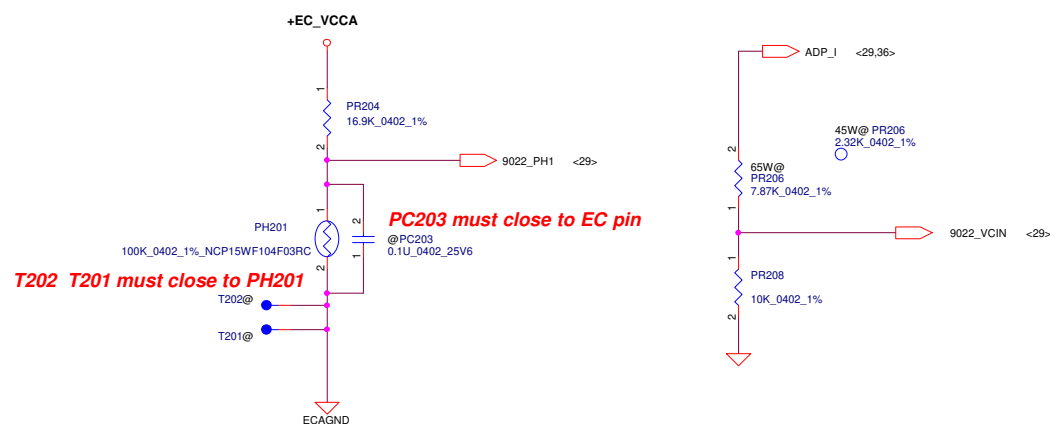 +EC_VCCA
1
PR204
16.9K_0402_1%
2
9022_PH1 <29>
1
PH201
100K_0402_1%_NCP15WF104F03RC
2
2
PC203 must close to EC pin
@PC203
0.1U_0402_25V6
1
T202 T201 must close to PH201
T202@
T201@
ECAGND
ADP_I <29,36>
45W@ PR206
2.32K_0402_1%
2
65W@
PR206
7.87K_0402_1%
1
9022_VCIN <29>
1
PR208
10K_0402_1%
2